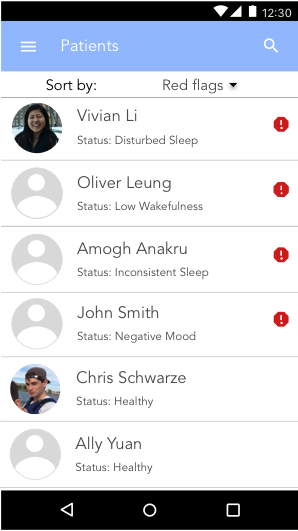 12:30
Patients
Sort by: Red flags
Vivian Li
Status: Disturbed Sleep
Oliver Leung
Status: Low Wakefulness
Amogh Anakru
Status: Inconsistent Sleep
John Smith
Status: Negative Mood
Chris Schwarze
Status: Healthy
Ally Yuan
Status: Healthy